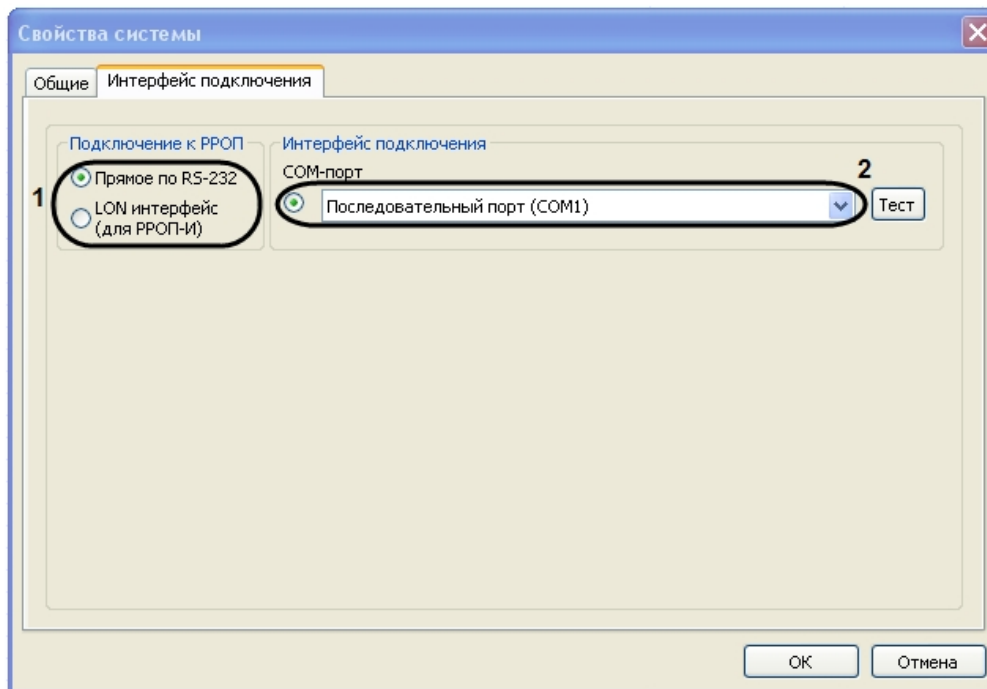 Свойства системы
Общие
Интерфейс подключения
Подключение к РРОП
Интерфейс подключения
1
Прямое по RS-232
LON интерфейс
(для РРОП-И)
COM-порт
2
Последовательный порт (COM1)
Тест
ОК
Отмена